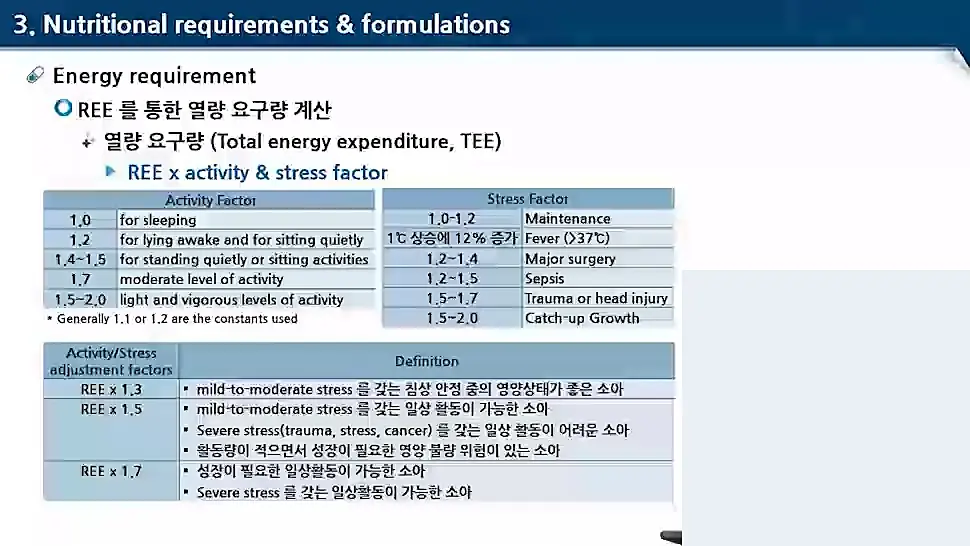 3. Nutritional requirements & formulations
Energy requirement
REE 를 통한 열량 요구량 계산
열량 요구량 (Total energy expenditure, TEE)
REE x activity & stress factor
Activity Factor
1.0 for sleeping
1.2 for lying awake and for sitting quietly
1.4~1.5 for standing quietly or sitting activities
1.7 moderate level of activity
1.5~2.0 light and vigorous levels of activity
* Generally 1.1 or 1.2 are the constants used
Stress Factor
1.0-1.2 Maintenance
1℃ 상승에 12% 증가 Fever (>37℃)
1.2~1.4 Major surgery
1.2~1.5 Sepsis
1.5~1.7 Trauma or head injury
1.5~2.0 Catch-up Growth
Activity/Stress
adjustment factors
Definition
REE x 1.3 ▪ mild-to-moderate stress 를 갖는 침상 안정 중의 영양상태가 좋은 소아
REE x 1.5 ▪ mild-to-moderate stress 를 갖는 일상 활동이 가능한 소아
▪ Severe stress(trauma, stress, cancer) 를 갖는 일상 활동이 어려운 소아
▪ 활동량이 적으면서 성장이 필요한 영양 불량 위험이 있는 소아
REE x 1.7 ▪ 성장이 필요한 일상활동이 가능한 소아
▪ Severe stress 를 갖는 일상활동이 가능한 소아